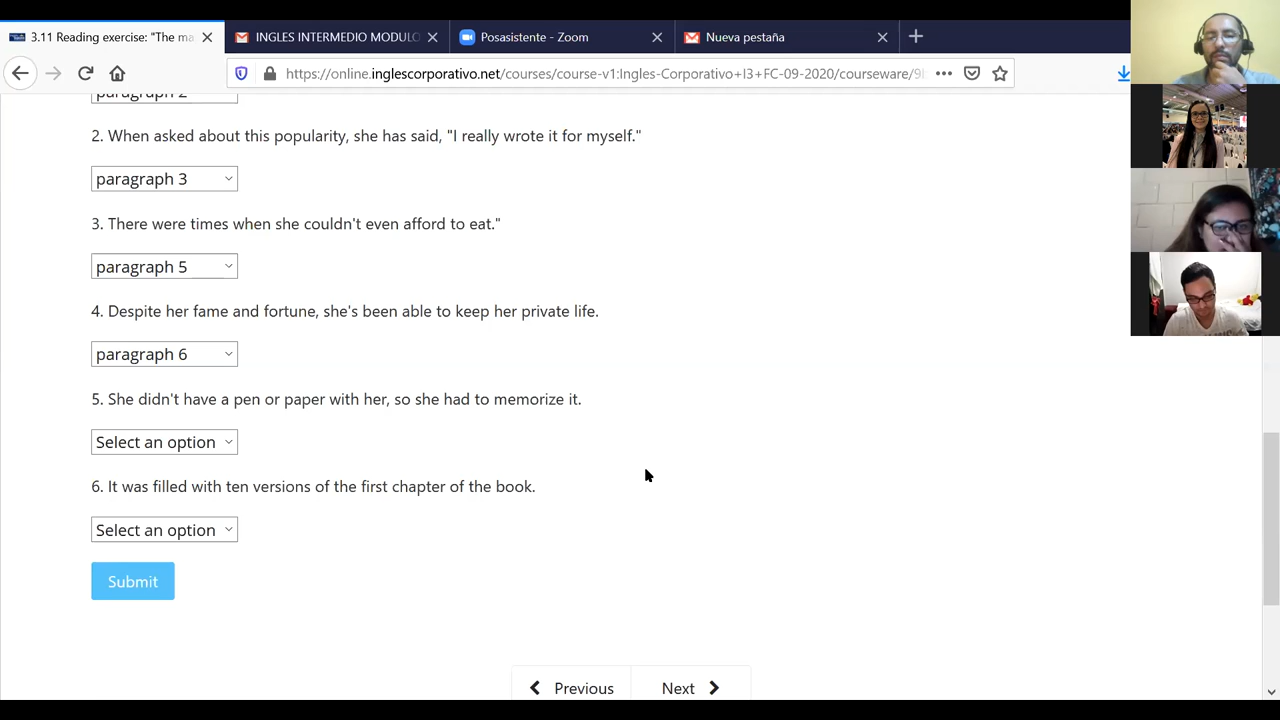 3.11 Reading exercise: "The ma
INGLES INTERMEDIO MODULO
Posasistente - Zoom
Nueva pestaña
https://online.inglescorporativo.net/courses/course-v1:Ingles-Corporativo+I3+FC-09-2020/courseware/9
paragraph 2
2. When asked about this popularity, she has said, "I really wrote it for myself."
paragraph 3
3. There were times when she couldn't even afford to eat."
paragraph 5
4. Despite her fame and fortune, she's been able to keep her private life.
paragraph 6
5. She didn't have a pen or paper with her, so she had to memorize it.
Select an option
6. It was filled with ten versions of the first chapter of the book.
Select an option
Submit
Previous
Next